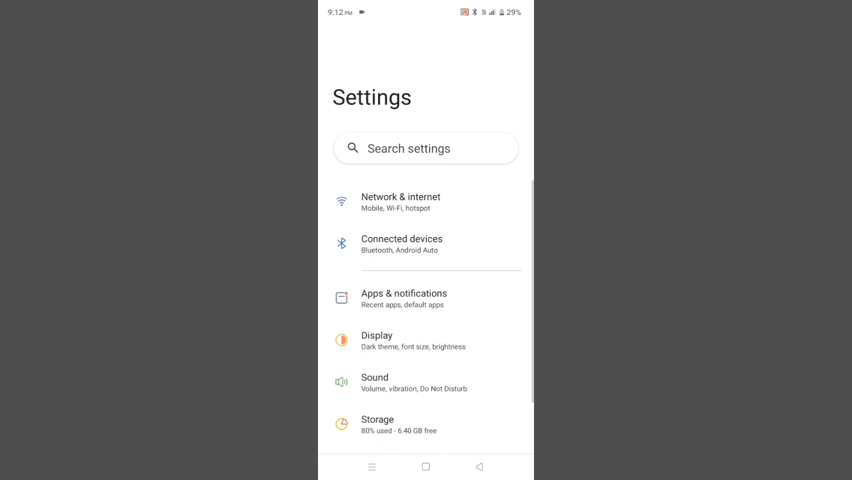 9:12 PM 29%
Settings
Search settings
Network & internet
Mobile, Wi-Fi, hotspot
Connected devices
Bluetooth, Android Auto
Apps & notifications
Recent apps, default apps
Display
Dark theme, font size, brightness
Sound
Volume, vibration, Do Not Disturb
Storage
80% used - 6.40 GB free